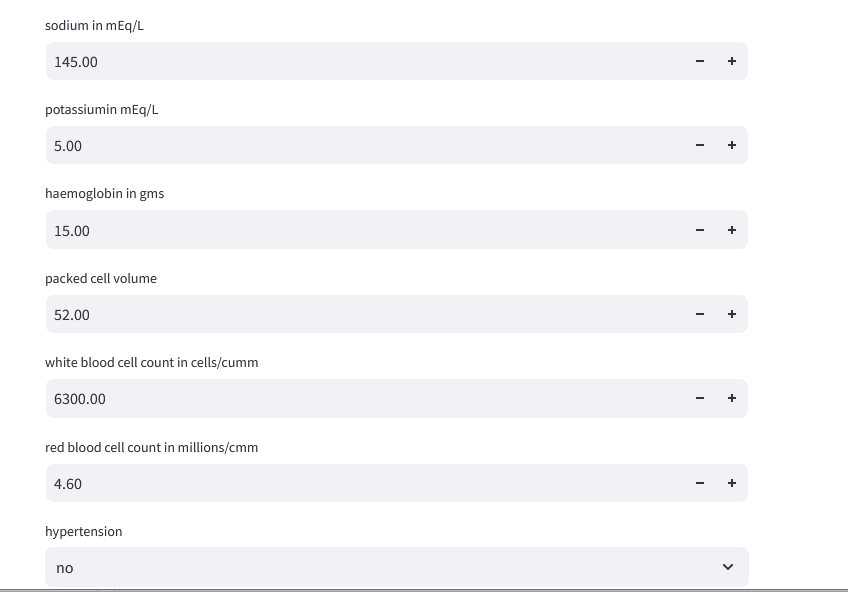 sodium in mEq/L
145.00
potassiumin mEq/L
5.00
haemoglobin in gms
15.00
packed cell volume
52.00
white blood cell count in cells/cumm
6300.00
red blood cell count in millions/cmm
4.60
hypertension
no